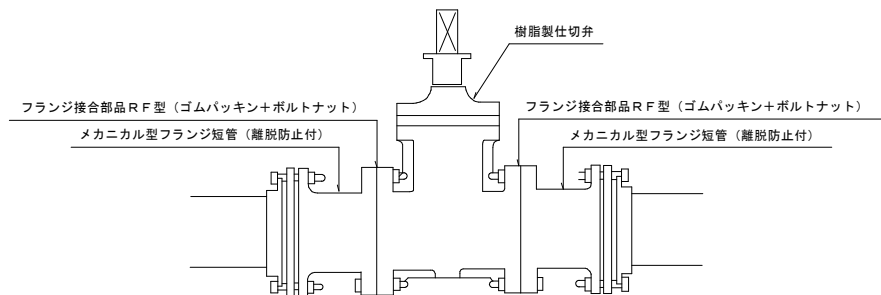 樹脂製仕切弁
フランジ接合部品ＲＦ型（ゴムパッキン＋ボルトナット）
フランジ接合部品ＲＦ型（ゴムパッキン＋ボルトナット）
メカニカル型フランジ短管（離脱防止付）
メカニカル型フランジ短管（離脱防止付）